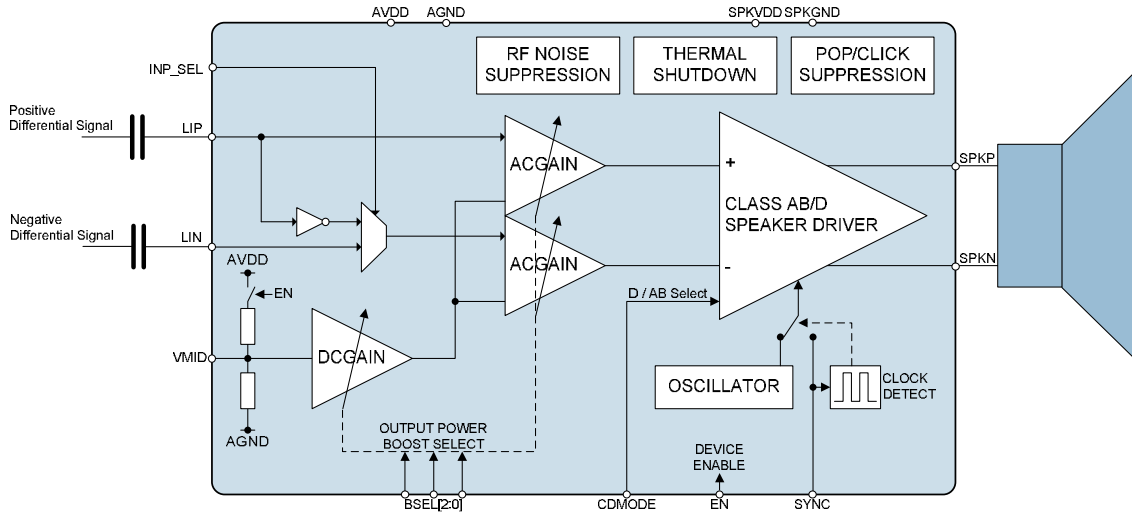 AVDD
AGND
SPKVDD
SPKGND
INP_SEL
RF NOISE
SUPPRESSION
THERMAL
SHUTDOWN
POP/CLICK
SUPPRESSION
Positive
Differential Signal
LIP
ACGAIN
+
SPKP
CLASS AB/D
SPEAKER DRIVER
Negative
Differential Signal
LIN
ACGAIN
-
SPKN
AVDD
EN
D / AB Select
VMID
DCGAIN
OSCILLATOR
CLOCK
DETECT
AGND
OUTPUT POWER
BOOST SELECT
DEVICE
ENABLE
BSEL[2:0]
CDMODE
EN
SYNC